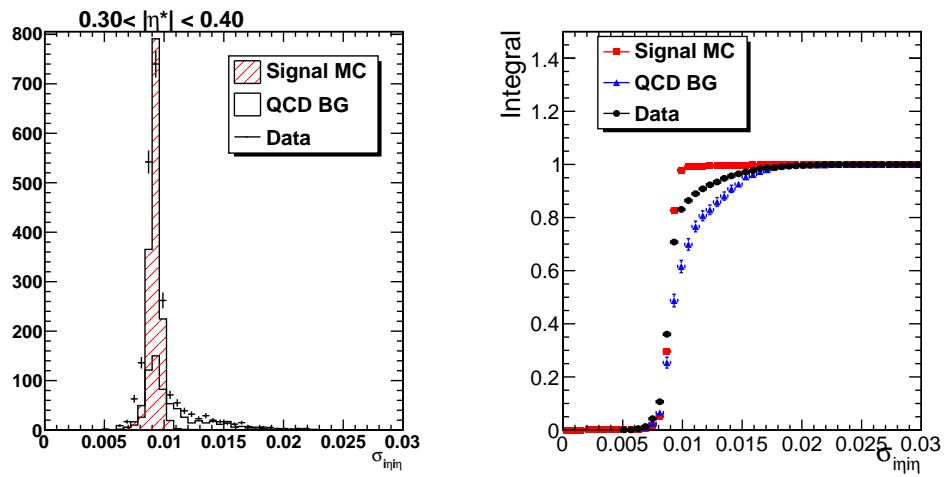 0.30< |η*| < 0.40
800
700
600
500
400
300
200
100
0
Signal MC
QCD BG
Data
0 0.005 0.01 0.015 0.02 0.025 0.03
σiηiη
Integral
1.4
1.2
1
0.8
0.6
0.4
0.2
0
Signal MC
QCD BG
Data
0 0.005 0.01 0.015 0.02 0.025 0.03
σiηiη